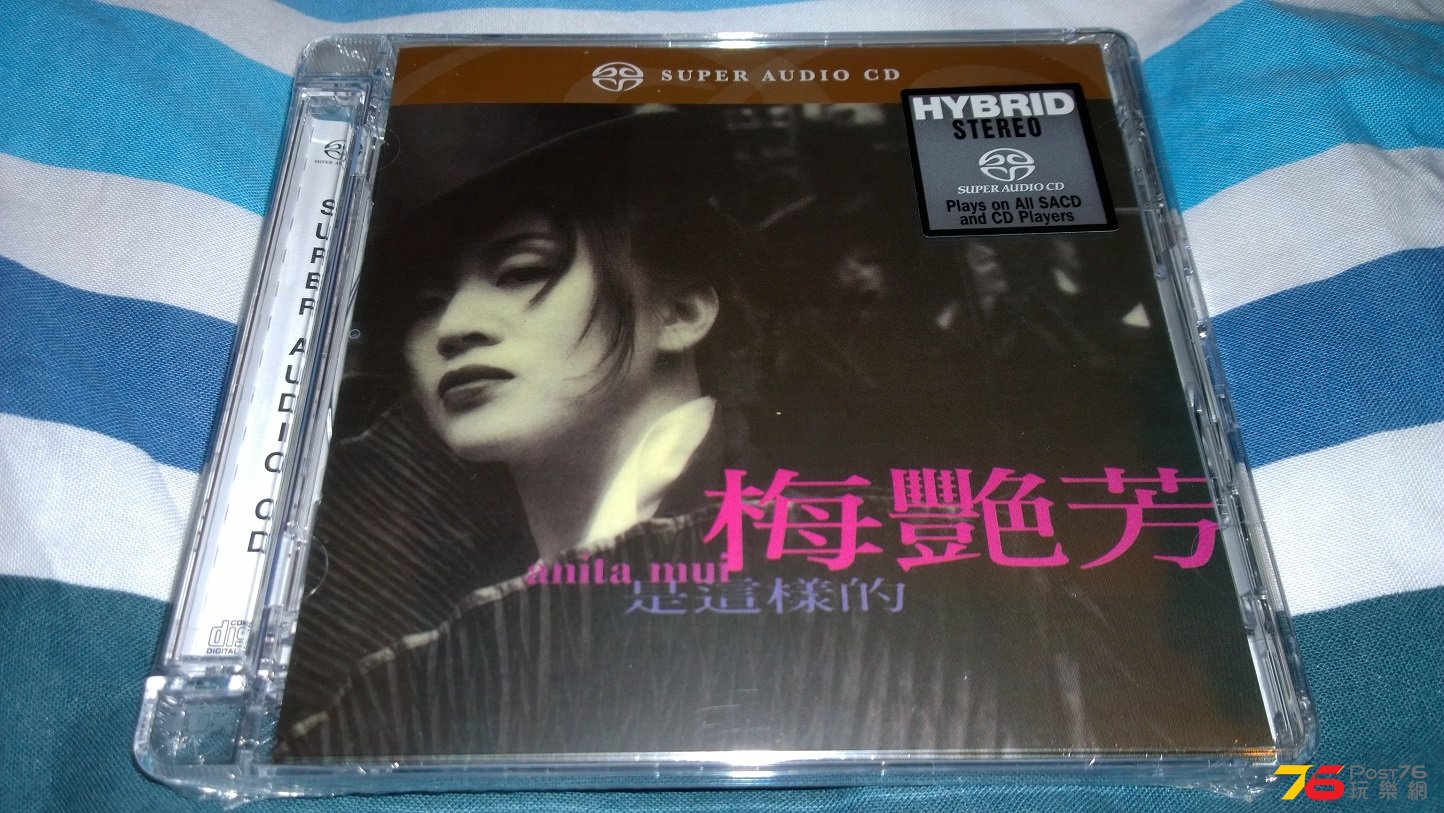 SUPER AUDIO CD
HYBRID
STEREO
SUPER AUDIO CD
Plays on All SACD
and CD Players
SUPER AUDIO CD
梅艷芳
anita mui
是這樣的
DIGITAL
76 Post76
玩樂網